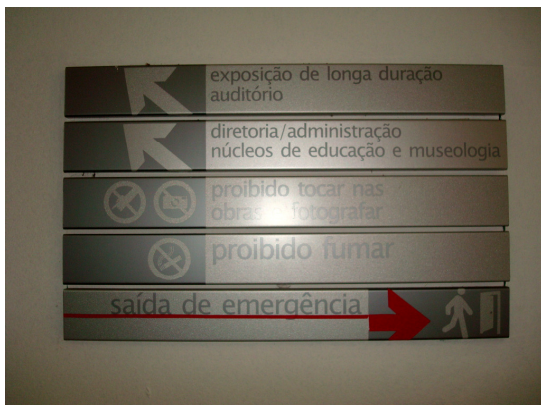 exposição de longa duração
auditório
diretoria/administração
núcleos de educação e museologia
proibido tocar nas
obras e fotografar
proibido fumar
saída de emergência